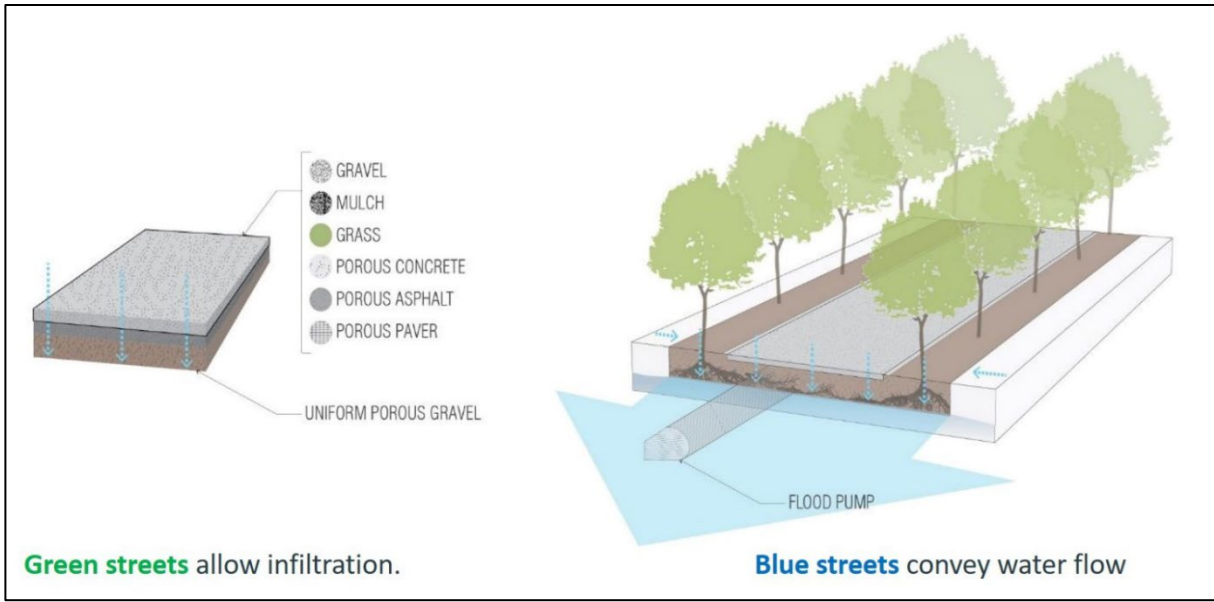 GRAVEL
MULCH
GRASS
POROUS CONCRETE
POROUS ASPHALT
POROUS PAVER
UNIFORM POROUS GRAVEL
FLOOD PUMP
Green streets allow infiltration.
Blue streets convey water flow